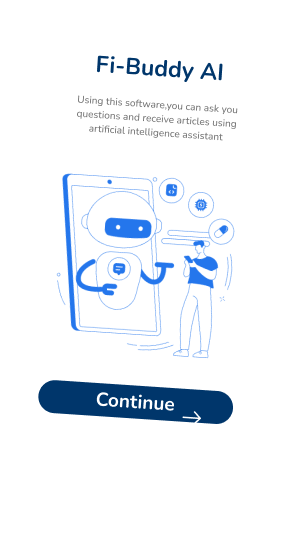 Fi-Buddy AI
Using this software,you can ask you
questions and receive articles using
artificial intelligence assistant
Continue